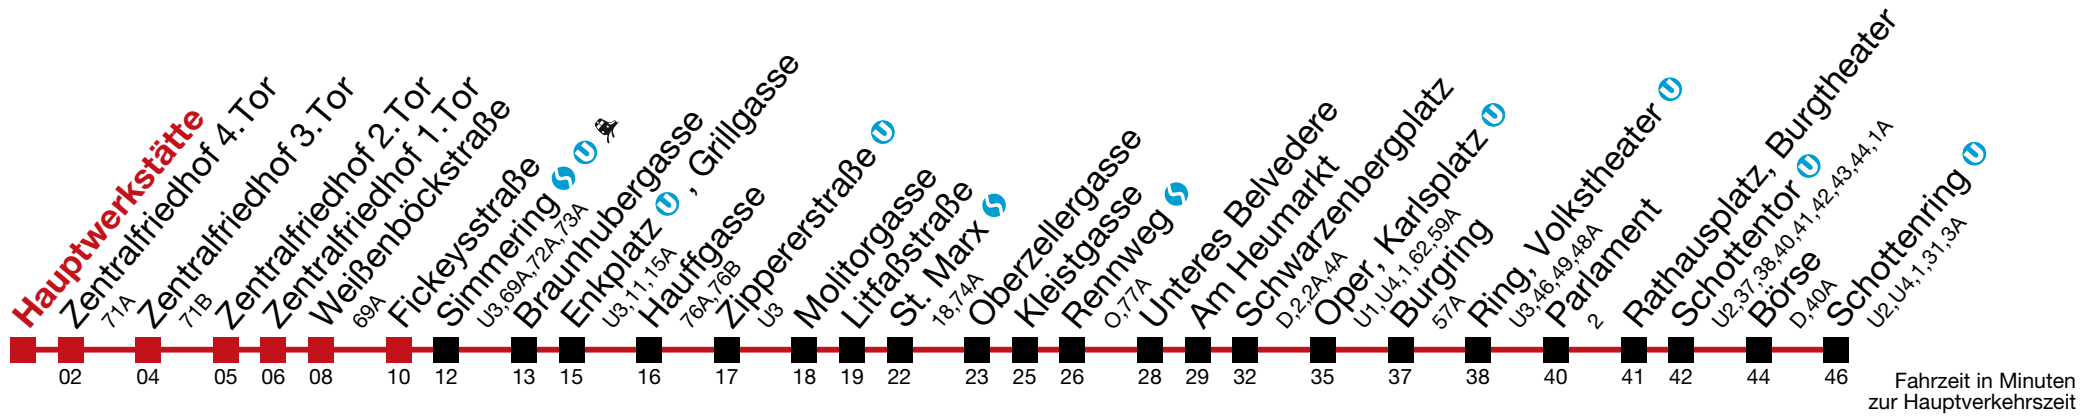 Hauptwerkstätte
Zentralfriedhof 4.Tor
71A
Zentralfriedhof 3.Tor
71B
Zentralfriedhof 2.Tor
Zentralfriedhof 1.Tor
Weißenböckstraße
69A
Fickeysstraße
Simmering
U3,69A,72A,73A
Braunhubergasse
Enkplatz U , Grillgasse
U3,11,15A
Hauffgasse
76A,76B
Zippererstraße U
U3
Molitorgasse
Litfaßstraße
St. Marx
18,74A
Oberzellergasse
Kleistgasse
Rennweg
O,77A
Unteres Belvedere
Am Heumarkt
Schwarzenbergplatz
D,2,2A,4A
Oper, Karlsplatz U
U1,U4,1,62,59A
Burgring
57A
Ring, Volkstheater U
U3,46,49,48A
Parlament
2
Rathausplatz, Burgtheater
Schottentor U
U2,37,38,40,41,42,43,44,1A
Börse
D,40A
Schottenring U
U2,U4,1,31,3A
02 04 05 06 08 10 12 13 15 16 17 18 19 22 23 25 26 28 29 32 35 37 38 40 41 42 44 46
Fahrzeit in Minuten
zur Hauptverkehrszeit